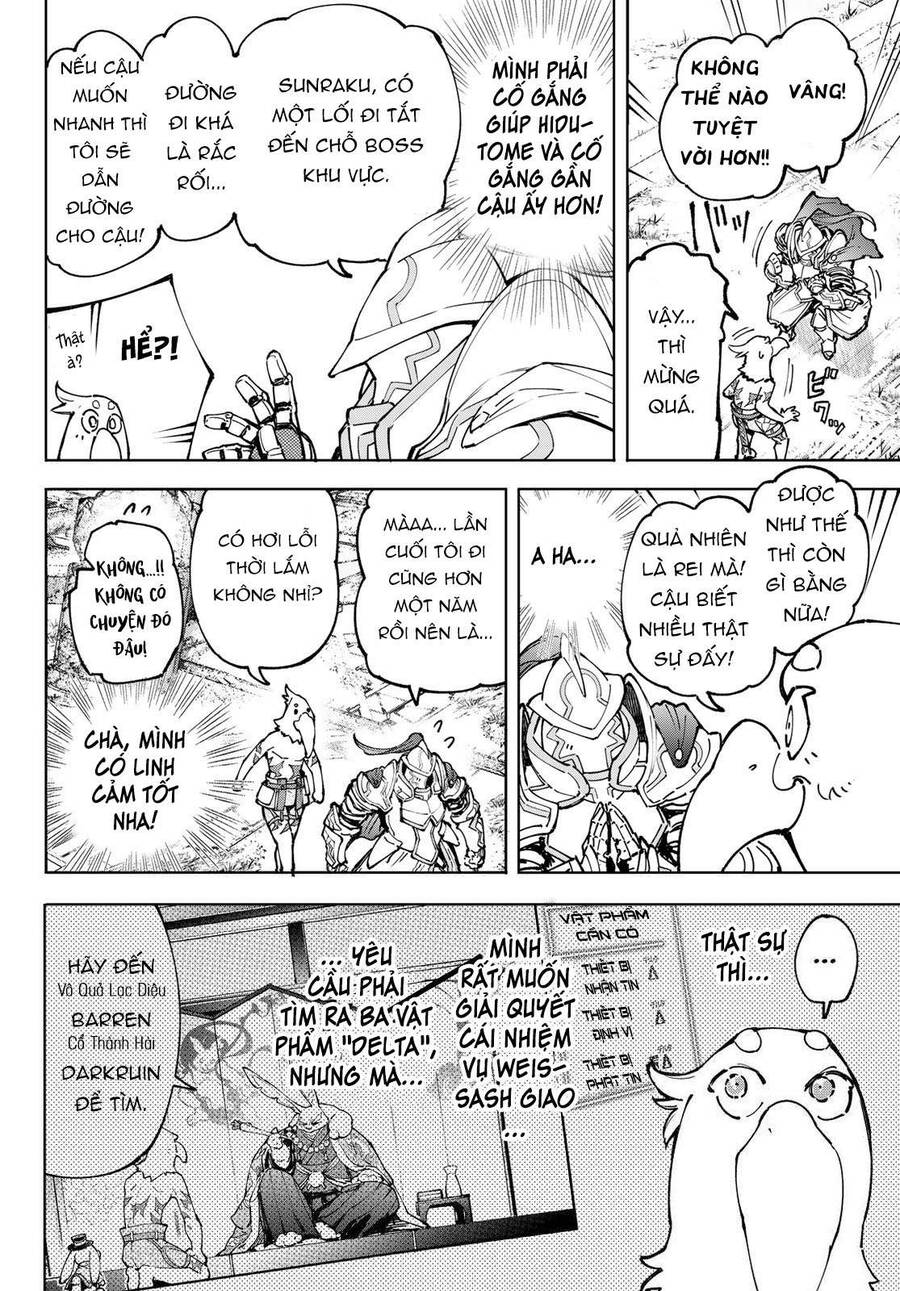 VÂNG!
KHÔNG
THỂ NÀO
TUYỆT
VỜI HƠN!!
VẬY...
THÌ
MỪNG
QUÁ.
ビクッ
MÌNH PHẢI
CỐ GẮNG
GIÚP HIDU-
TOME VÀ CỐ
GẮNG GẦN
CẬU ẤY HƠN!
SUNRAKU, CÓ
MỘT LỐI ĐI TẮT
ĐẾN CHỖ BOSS
KHU VỰC.
ĐƯỜNG
ĐI KHÁ
LÀ RẮC
RỐI...
NẾU CẬU
MUỐN
NHANH THÌ
TÔI SẼ
DẪN
ĐƯỜNG
CHO CẬU!
HỂ?!
Thật
à?
ĐƯỢC
NHƯ THẾ
THÌ CÒN
GÌ BẰNG
NỮA!
QUẢ NHIÊN
LÀ REI MÀ!
CẬU BIẾT
NHIỀU THẬT
SỰ ĐẤY!
A HA...
MÀAA... LẦN
CUỐI TÔI ĐI
CŨNG HƠN
MỘT NĂM
RỒI NÊN LÀ...
CÓ HƠI LỖI
THỜI LẮM
KHÔNG NHỈ?
KHÔNG...!!
KHÔNG CÓ
CHUYỆN ĐÓ
ĐÂU!
CHÀ, MÌNH
CÓ LINH
CẢM TỐT
NHA!
...
THẬT SỰ
THÌ...
VẬT PHẨM
CẦN CÓ
THIẾT BỊ
NHẬN TIN
THIẾT BỊ
ĐỊNH VỊ
THIẾT BỊ
PHÁT TIN
MÌNH
RẤT MUỐN
GIẢI QUYẾT
CÁI NHIỆM
VỤ WEIS-
SASH GIAO
...
... YÊU
CẦU PHẢI
TÌM RA BA VẬT
PHẨM "DELTA",
NHƯNG MÀ...
HÃY ĐẾN
Vô Quả Lạc Diệu
BARREN
Cổ Thành Hài
DARKRUIN
ĐỂ TÌM.